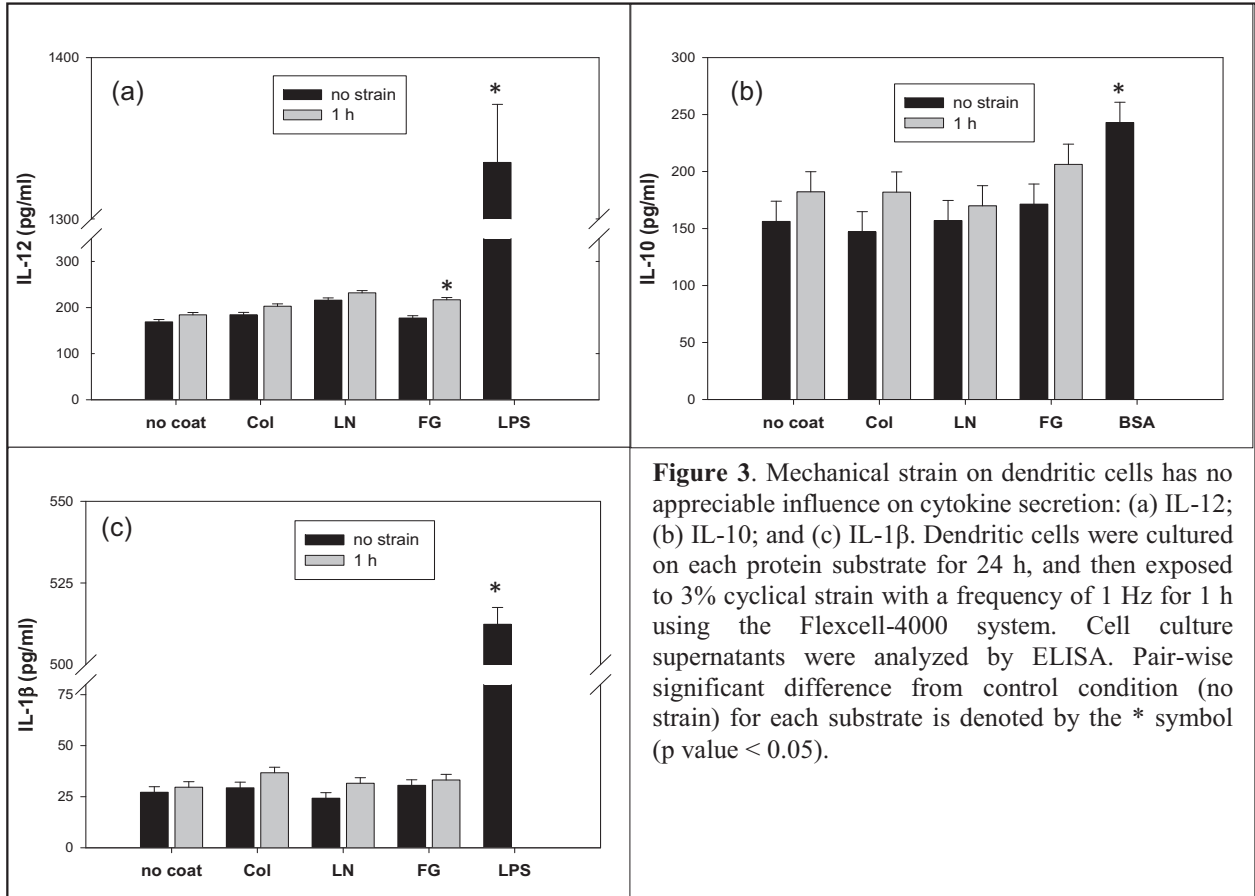 (a)
IL-12 (pg/ml)
1400
1300
300
200
100
0
no strain
1 h
*
*
no coat Col LN FG LPS
(b)
IL-10 (pg/ml)
300
250
200
150
100
50
0
no strain
1 h
*
no coat Col LN FG BSA
(c)
IL-1β (pg/ml)
550
525
500
75
50
25
0
no strain
1 h
*
no coat Col LN FG LPS
Figure 3. Mechanical strain on dendritic cells has no
appreciable influence on cytokine secretion: (a) IL-12;
(b) IL-10; and (c) IL-1β. Dendritic cells were cultured
on each protein substrate for 24 h, and then exposed
to 3% cyclical strain with a frequency of 1 Hz for 1 h
using the Flexcell-4000 system. Cell culture
supernatants were analyzed by ELISA. Pair-wise
significant difference from control condition (no
strain) for each substrate is denoted by the * symbol
(p value < 0.05).